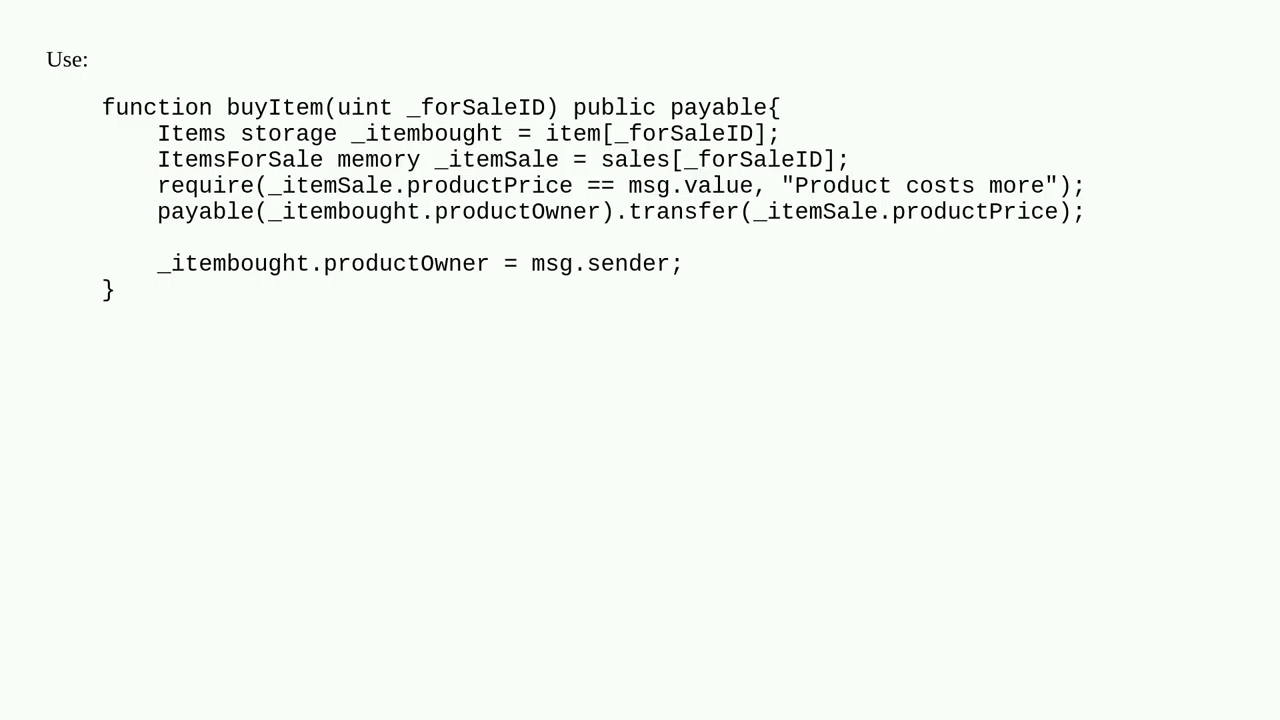 Use:
function buyItem(uint _forSaleID) public payable{
    Items storage _itembought = item[_forSaleID];
    ItemsForSale memory _itemSale = sales[_forSaleID];
    require(_itemSale.productPrice == msg.value, "Product costs more");
    payable(_itembought.productOwner).transfer(_itemSale.productPrice);
    _itembought.productOwner = msg.sender;
}